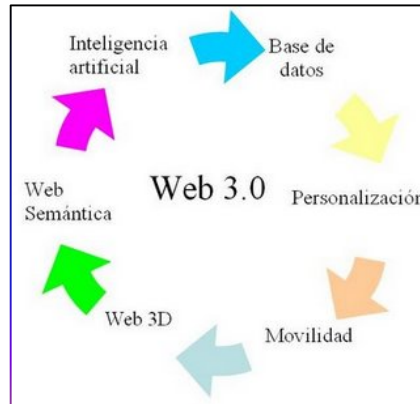 Inteligencia
artificial
Base de
datos
Web
Semántica
Web 3.0
Personalización
Web 3D
Movilidad